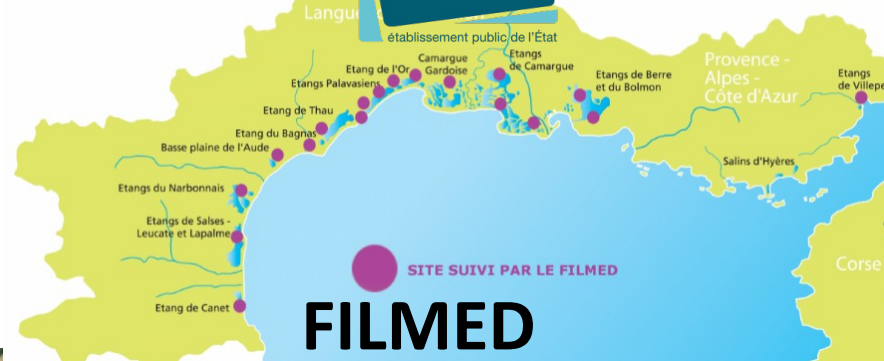 Langu
établissement public de l'État
Camargue
Gardoise
Etangs
de Camargue
Etang de l'Or
Etangs Palavasiens
Etangs de Berre
et du Bolmon
Provence -
Alpes -
Côte d'Azur
Etangs
de Villepe
Etang de Thau
Etang du Bagnas
Basse plaine de l'Aude
Salins d'Hyères
Etangs du Narbonnais
Etangs de Salses -
Leucate et Lapalme
SITE SUIVI PAR LE FILMED
Corse
Etang de Canet
FILMED